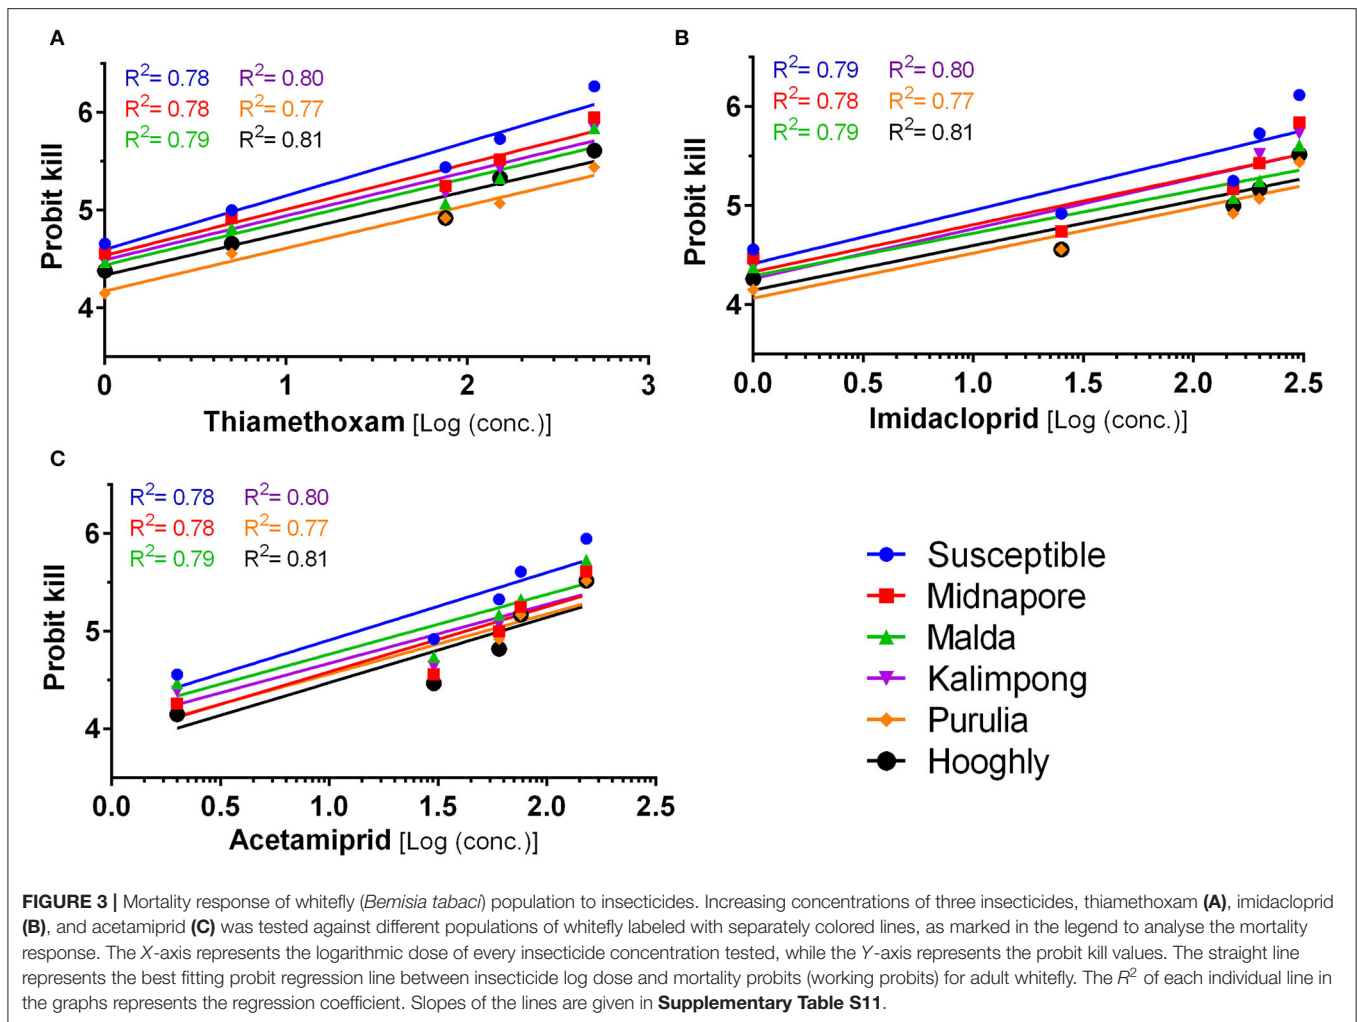 A
R²= 0.78 R²= 0.80
R²= 0.78 R²= 0.77
R²= 0.79 R²= 0.81
Probit kill
6
5
4
0 1 2 3
Thiamethoxam [Log (conc.)]
B
R²= 0.79 R²= 0.80
R²= 0.78 R²= 0.77
R²= 0.79 R²= 0.81
Probit kill
6
5
4
0.0 0.5 1.0 1.5 2.0 2.5
Imidacloprid [Log (conc.)]
C
R²= 0.78 R²= 0.80
R²= 0.78 R²= 0.77
R²= 0.79 R²= 0.81
Probit kill
6
5
4
0.0 0.5 1.0 1.5 2.0 2.5
Acetamiprid [Log (conc.)]
Susceptible
Midnapore
Malda
Kalimpong
Purulia
Hooghly
FIGURE 3 | Mortality response of whitefly (Bemisia tabaci) population to insecticides. Increasing concentrations of three insecticides, thiamethoxam (A), imidacloprid
(B), and acetamiprid (C) was tested against different populations of whitefly labeled with separately colored lines, as marked in the legend to analyse the mortality
response. The X-axis represents the logarithmic dose of every insecticide concentration tested, while the Y-axis represents the probit kill values. The straight line
represents the best fitting probit regression line between insecticide log dose and mortality probits (working probits) for adult whitefly. The R² of each individual line in
the graphs represents the regression coefficient. Slopes of the lines are given in Supplementary Table S11.